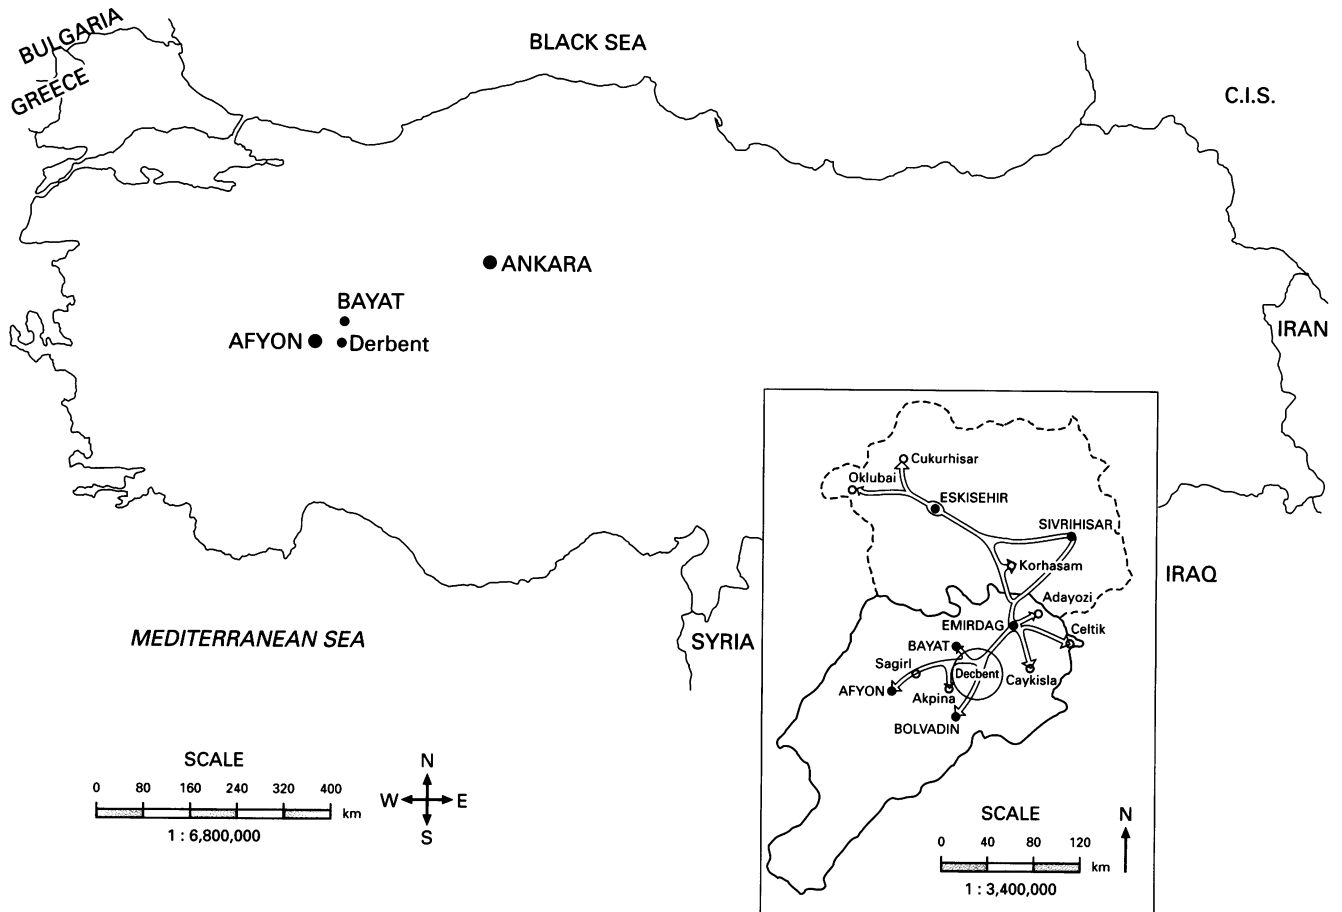 BULGARIA
BLACK SEA
GREECE
C.I.S.
ANKARA
BAYAT
AFYON
Derbent
IRAN
Cukurhisar
Oklubai
ESKISEHIR
SIVRIHISAR
Korhasam
IRAQ
Adayozi
EMIRDAG
Celtik
MEDITERRANEAN SEA
SYRIA
BAYAT
Sagirl
Decbent
Caykisla
AFYON
Akpina
BOLVADIN
SCALE
0 80 160 240 320 400
km
1 : 6,800,000
N
W E
S
SCALE
N
0 40 80 120
km
1 : 3,400,000